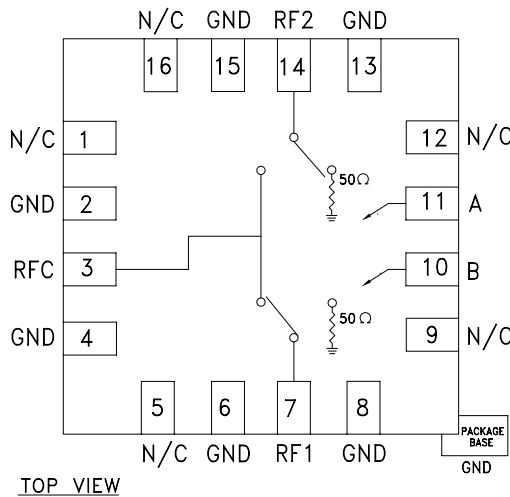 N/C GND RF2 GND
16 15 14 13
N/C 1 12 N/C
50Ω
GND 2 11 A
RFC 3 10 B
50Ω
GND 4 9 N/C
5 6 7 8
N/C GND RF1 GND
PACKAGE
BASE
GND
TOP VIEW